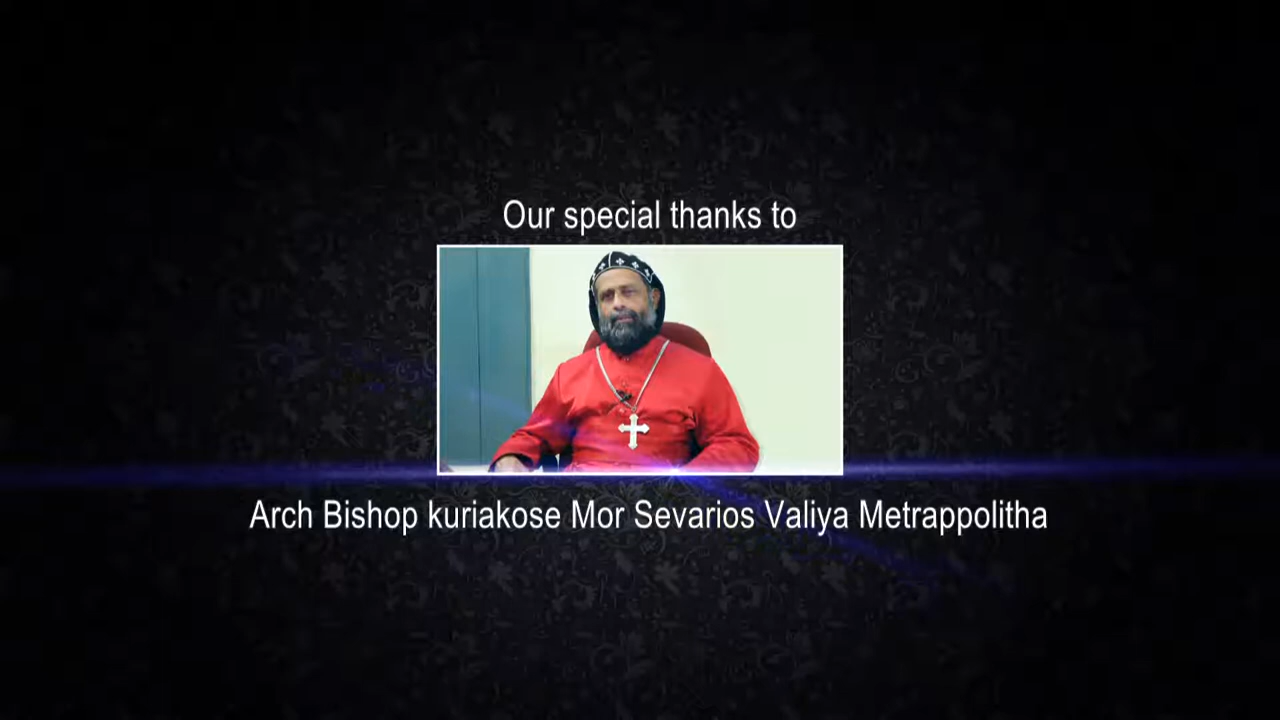 Our special thanks to
Arch Bishop kuriakose Mor Sevarios Valiya Metrappolitha